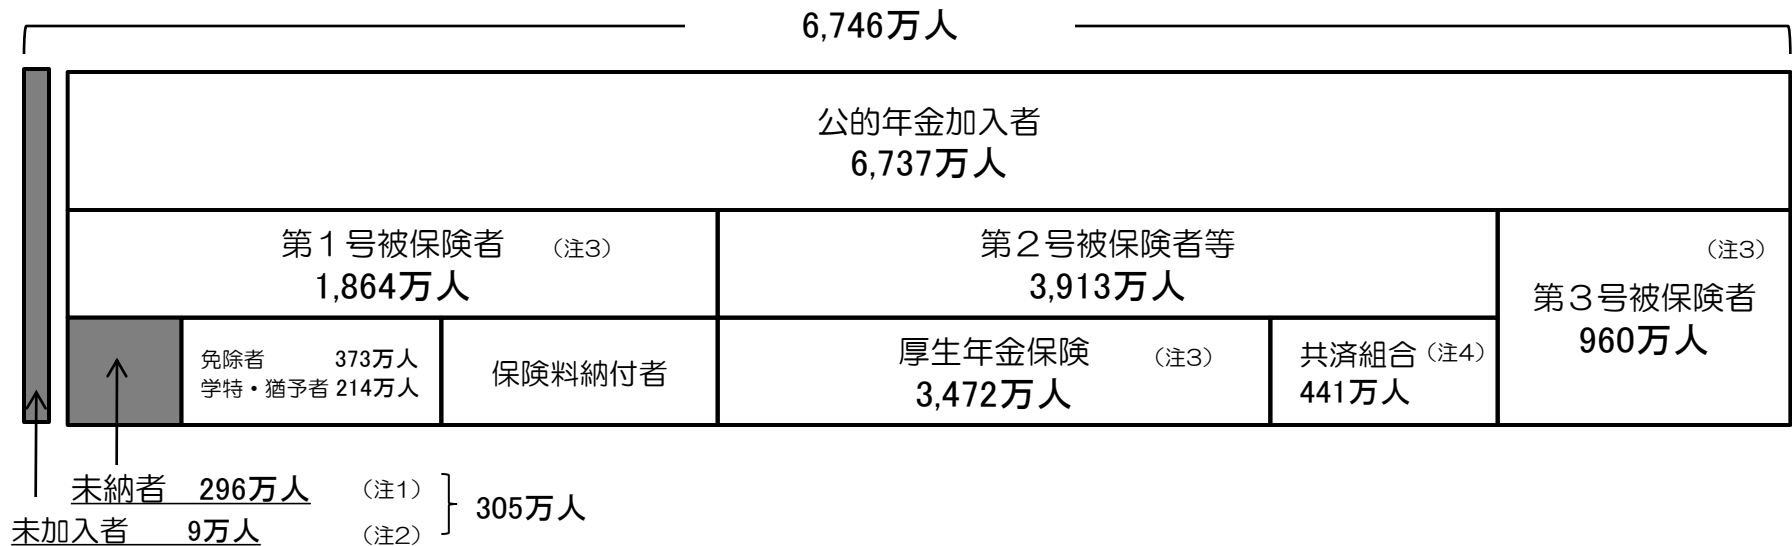 6,746万人
公的年金加入者
6,737万人
第１号被保険者 （注3）
1,864万人
第２号被保険者等
3,913万人
（注3）
第３号被保険者
960万人
免除者 373万人
学特・猶予者 214万人
保険料納付者
厚生年金保険 （注3）
3,472万人
共済組合（注4）
441万人
未納者 296万人 （注1）
未加入者 9万人 （注2）
305万人